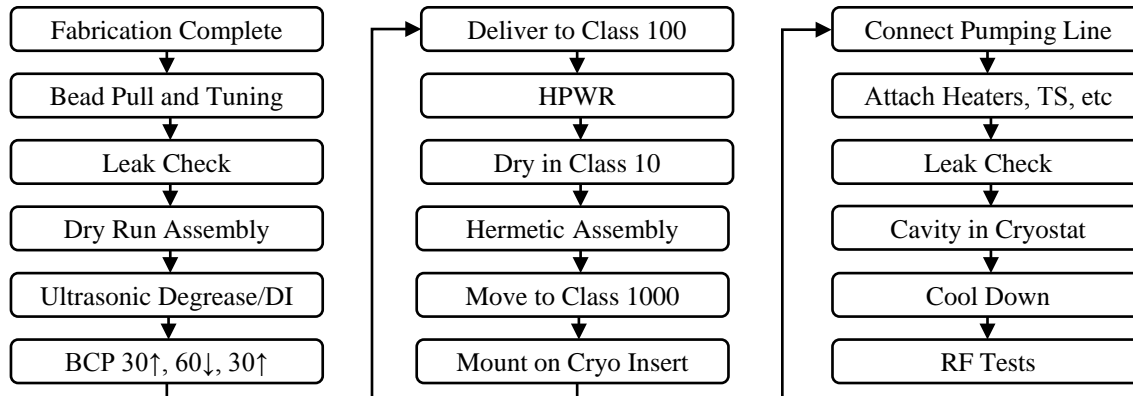 Fabrication Complete
Bead Pull and Tuning
Leak Check
Dry Run Assembly
Ultrasonic Degrease/DI
BCP 30↑, 60↓, 30↑
Deliver to Class 100
HPWR
Dry in Class 10
Hermetic Assembly
Move to Class 1000
Mount on Cryo Insert
Connect Pumping Line
Attach Heaters, TS, etc
Leak Check
Cavity in Cryostat
Cool Down
RF Tests